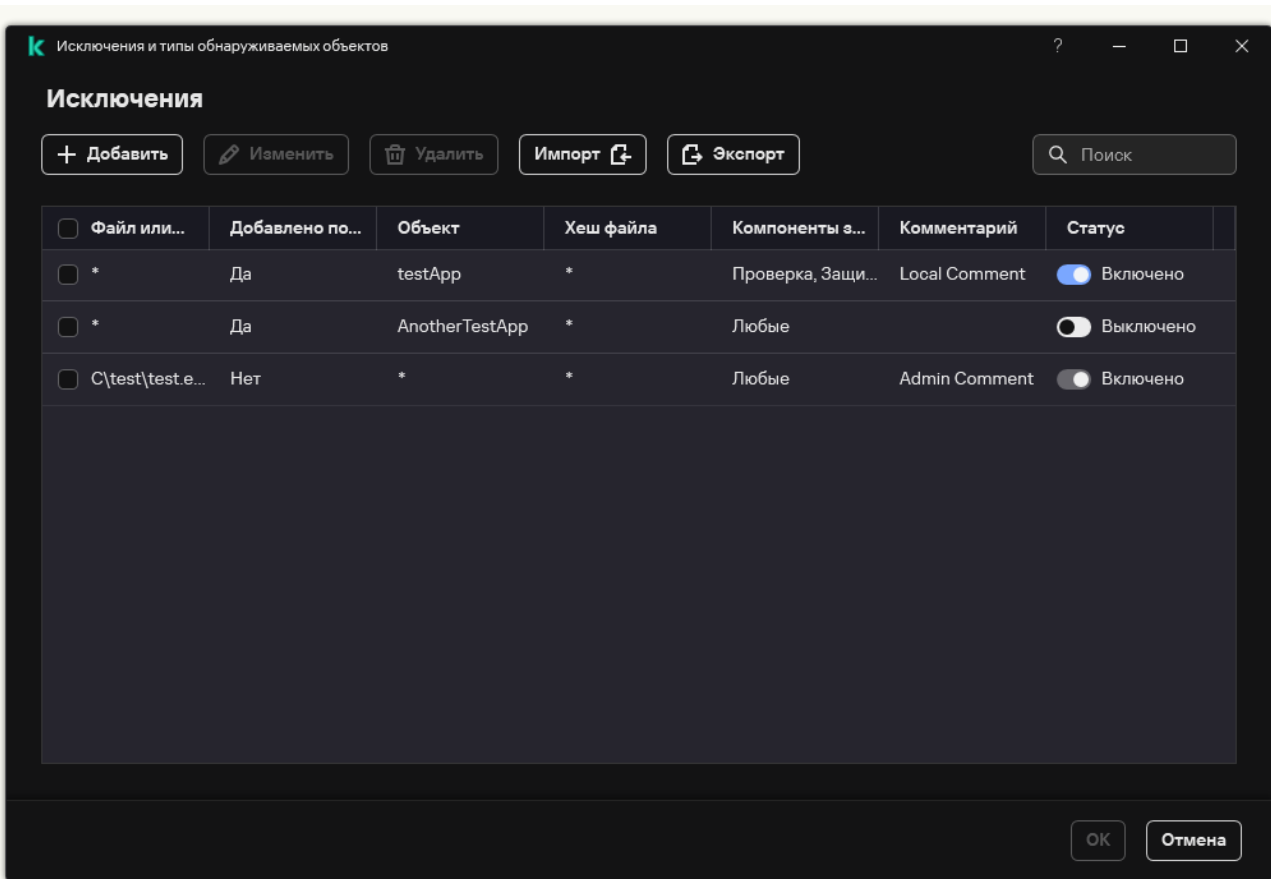 Исключения и типы обнаруживаемых объектов ?
Исключения
Добавить Изменить Удалить Импорт Экспорт Поиск
Файл или... Добавлено по... Объект Хеш файла Компоненты з... Комментарий Статус
* Да testApp * Проверка, Защи... Local Comment Включено
* Да AnotherTestApp * Любые Выключено
C\test\test.e... Нет * * Любые Admin Comment Включено
ОК Отмена